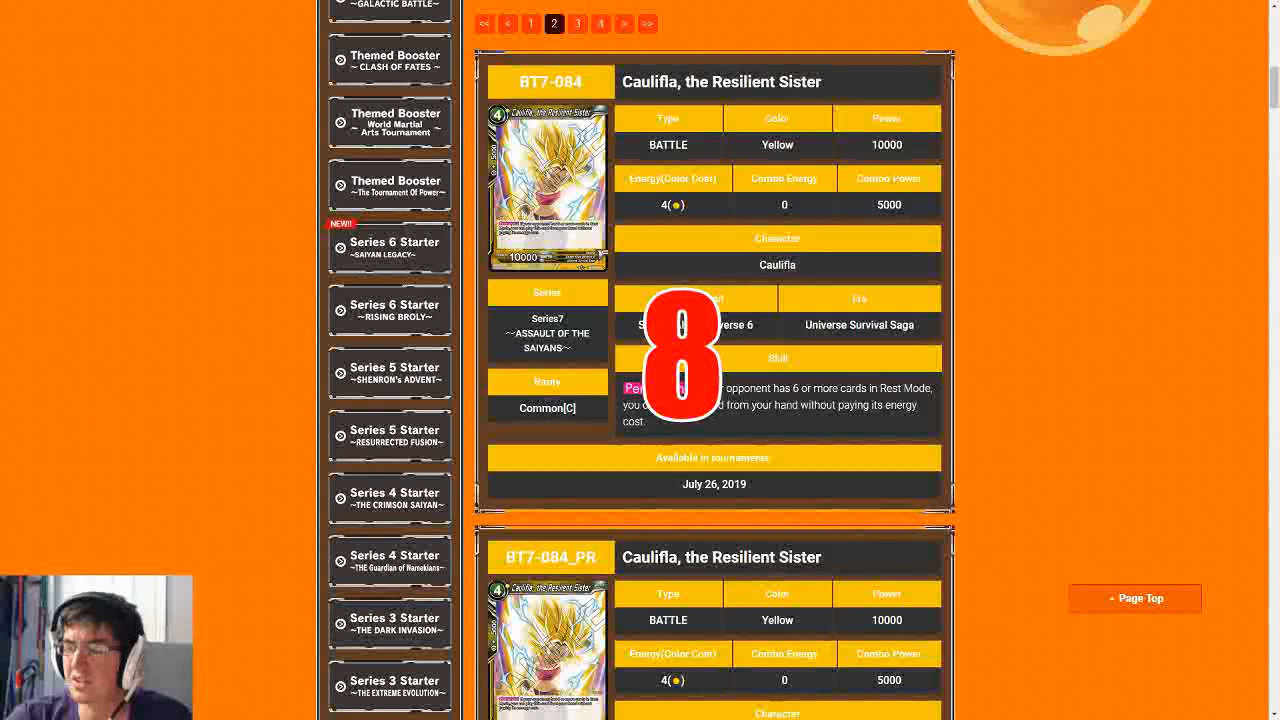 ~GALACTIC BATTLE~
Themed Booster
~ CLASH OF FATES ~
Themed Booster
World Martial
~ Arts Tournament ~
Themed Booster
~The Tournament Of Power~
NEW!!
Series 6 Starter
~SAIYAN LEGACY~
Series 6 Starter
~RISING BROLY~
Series 5 Starter
~SHENRON's ADVENT~
Series 5 Starter
~RESURRECTED FUSION~
Series 4 Starter
~THE CRIMSON SAIYAN~
Series 4 Starter
~THE Guardian of Namekians~
Series 3 Starter
~THE DARK INVASION~
Series 3 Starter
~THE EXTREME EVOLUTION~
<< < 1 2 3 4 > >>
BT7-084 Caulifla, the Resilient Sister
4 Caulifla, the Resilient Sister
10000
Type Color Power
BATTLE Yellow 10000
Energy(Color Cost) Combo Energy Combo Power
4( ) 0 5000
Character
Caulifla
Era
verse 6 Universe Survival Saga
Skill
8
opponent has 6 or more cards in Rest Mode,
you from your hand without paying its energy
cost.
Series
Series7
~ASSAULT OF THE
SAIYANS~
Rarity
Common[C]
Available in tournaments
July 26, 2019
BT7-084_PR Caulifla, the Resilient Sister
4 Caulifla, the Resilient Sister
Type Color Power
BATTLE Yellow 10000
Energy(Color Cost) Combo Energy Combo Power
4( ) 0 5000
Character
Page Top